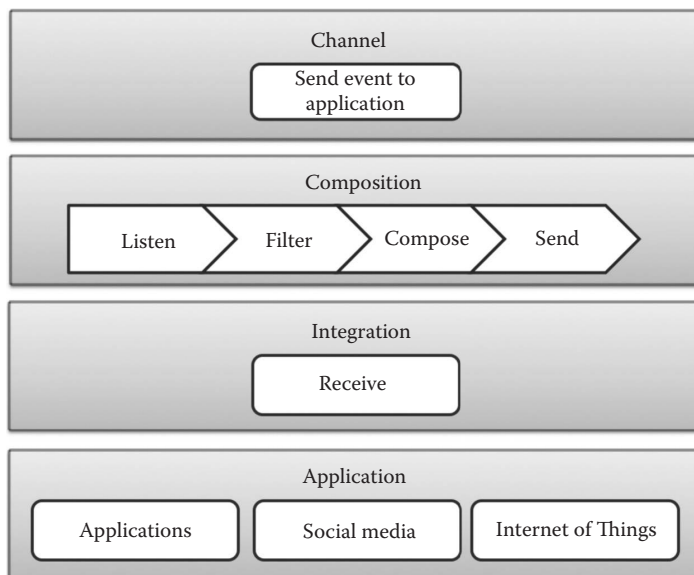 Channel
Send event to
application
Composition
Listen
Filter
Compose
Send
Integration
Receive
Application
Applications
Social media
Internet of Things